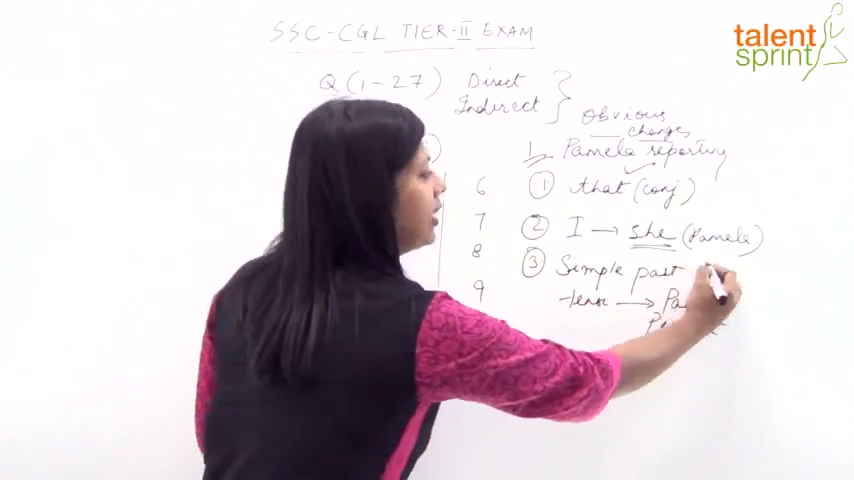 SSC-CGL TIER-II EXAM
talent
sprint
Q(1-27) Direct
Indirect
Obvious
changes
1. Pamela reporting
6 ① that (conj)
7 ② I → she (Pamela)
8 ③ Simple past
9 tense →